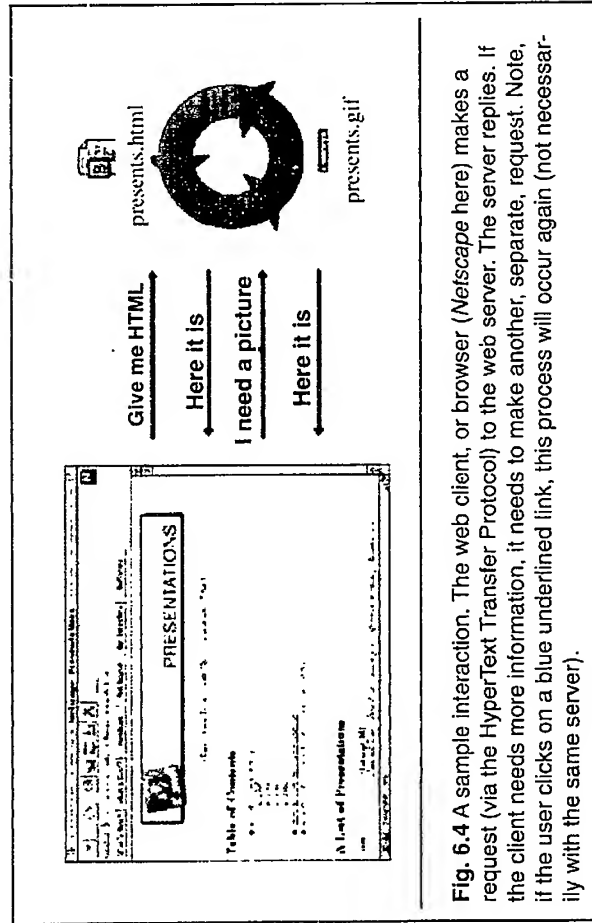 PRESENTATIONS
Table of Contents
A List of Presentations
Give me HTML
Here it is
I need a picture
Here it is
presents.html
presents.gif
Fig. 6.4 A sample interaction. The web client, or browser (Netscape here) makes a
request (via the HyperText Transfer Protocol) to the web server. The server replies. If
the client needs more information, it needs to make another, separate, request. Note,
if the user clicks on a blue underlined link, this process will occur again (not necessar-
ily with the same server).